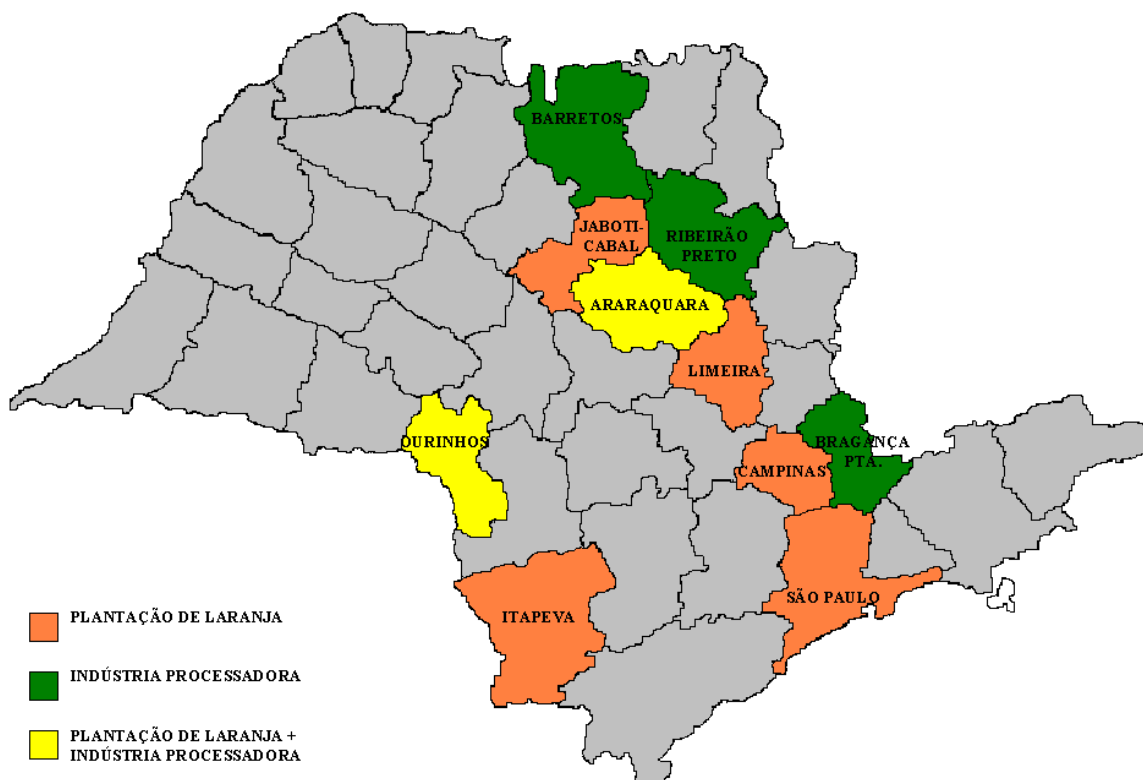 BARRETOS
JABOTI-
CABAL
RIBEIRÃO
PRETO
ARARAQUARA
LIMEIRA
OURINHOS
BRAGANÇA
PTA.
CAMPINAS
SÃO PAULO
ITAPEVA
PLANTAÇÃO DE LARANJA
INDÚSTRIA PROCESSADORA
PLANTAÇÃO DE LARANJA +
INDÚSTRIA PROCESSADORA